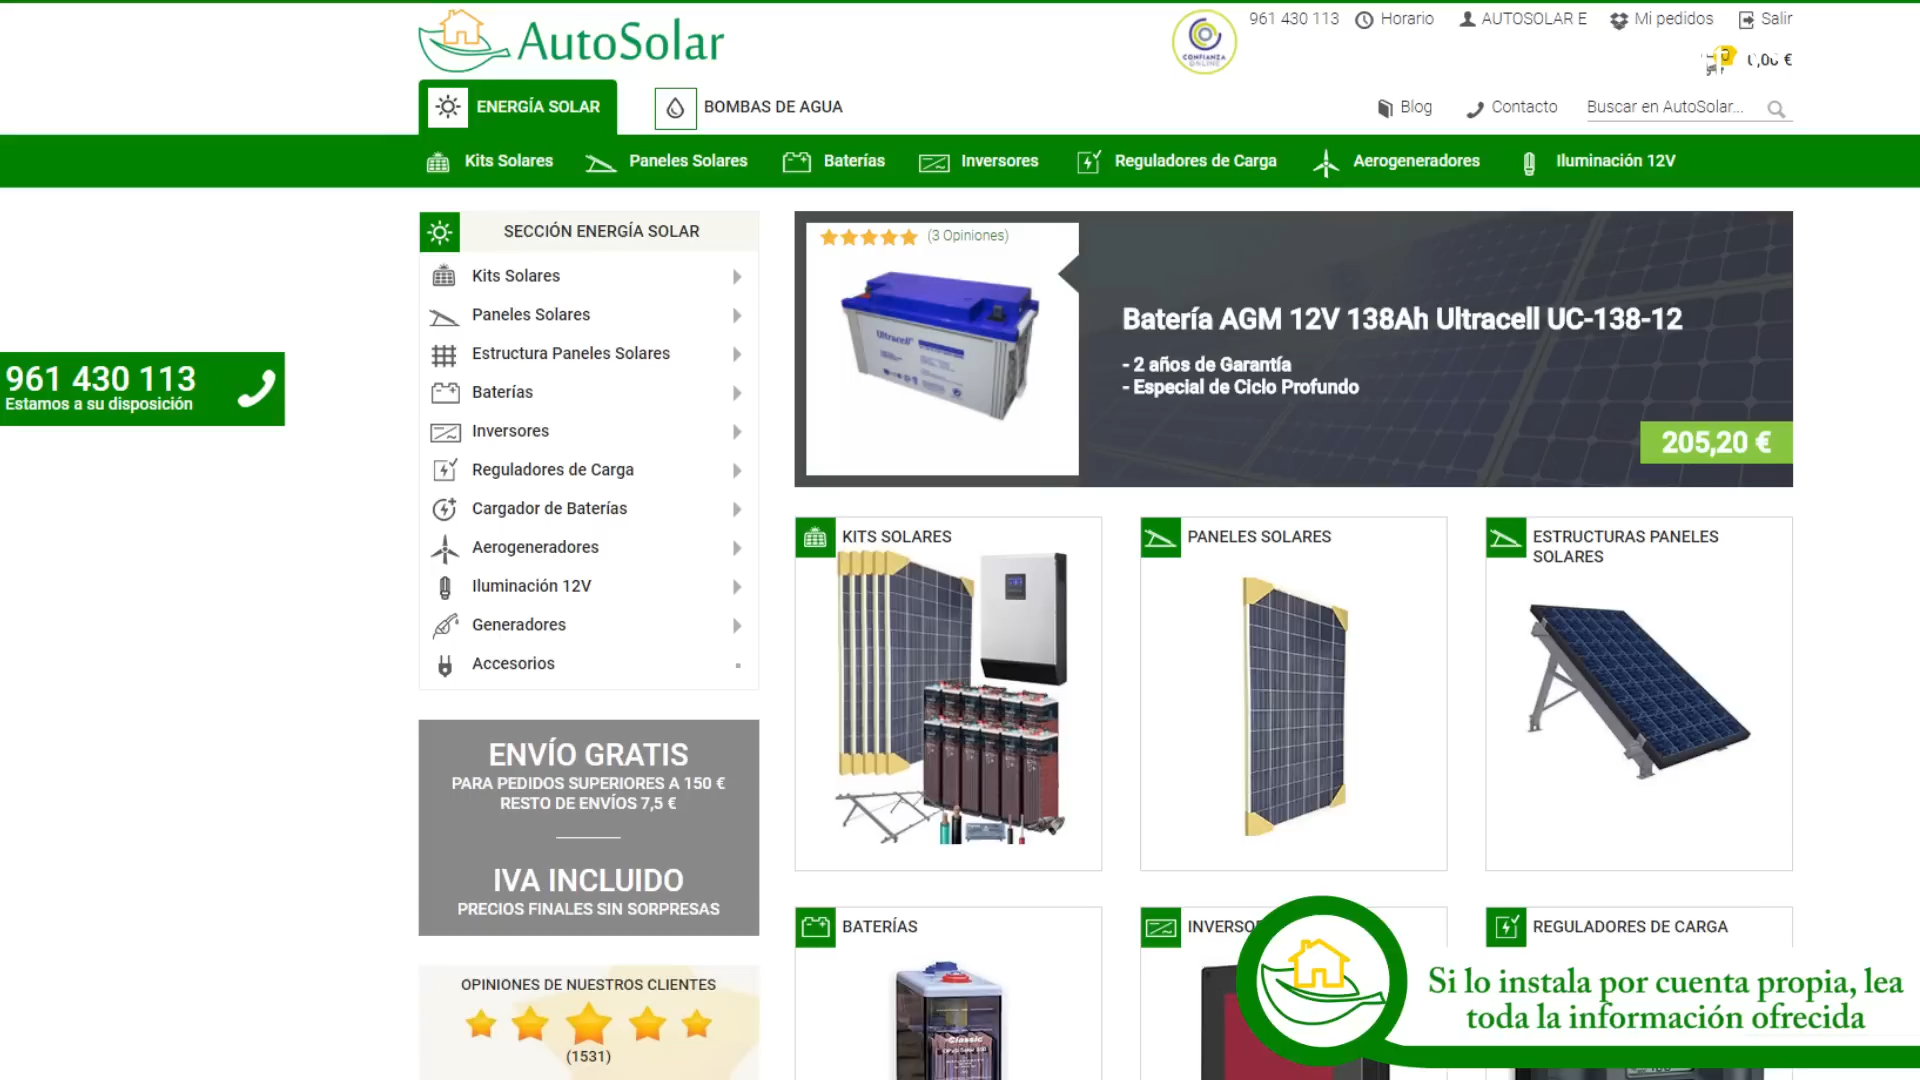 AutoSolar
CONFIANZA
ONLINE
961 430 113
Horario
AUTOSOLAR E
Mi pedidos
Salir
ENERGÍA SOLAR
BOMBAS DE AGUA
Blog
Contacto
Buscar en AutoSolar...
Kits Solares
Paneles Solares
Baterías
Inversores
Reguladores de Carga
Aerogeneradores
Iluminación 12V
961 430 113
Estamos a su disposición
SECCIÓN ENERGÍA SOLAR
Kits Solares
Paneles Solares
Estructura Paneles Solares
Baterías
Inversores
Reguladores de Carga
Cargador de Baterías
Aerogeneradores
Iluminación 12V
Generadores
Accesorios
ENVÍO GRATIS
PARA PEDIDOS SUPERIORES A 150 €
RESTO DE ENVÍOS 7,5 €
IVA INCLUIDO
PRECIOS FINALES SIN SORPRESAS
OPINIONES DE NUESTROS CLIENTES
(1531)
(3 Opiniones)
Ultracell
Batería AGM 12V 138Ah Ultracell UC-138-12
- 2 años de Garantía
- Especial de Ciclo Profundo
205,20 €
KITS SOLARES
PANELES SOLARES
ESTRUCTURAS PANELES
SOLARES
BATERÍAS
Classic
REGULADORES DE CARGA
Si lo instala por cuenta propia, lea
toda la información ofrecida